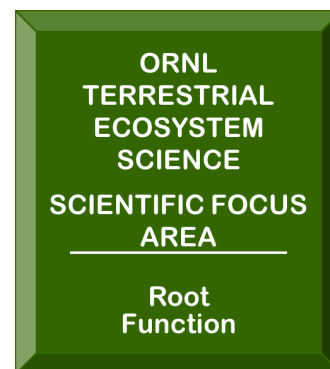 ORNL
TERRESTRIAL
ECOSYSTEM
SCIENCE
SCIENTIFIC FOCUS
AREA
Root
Function